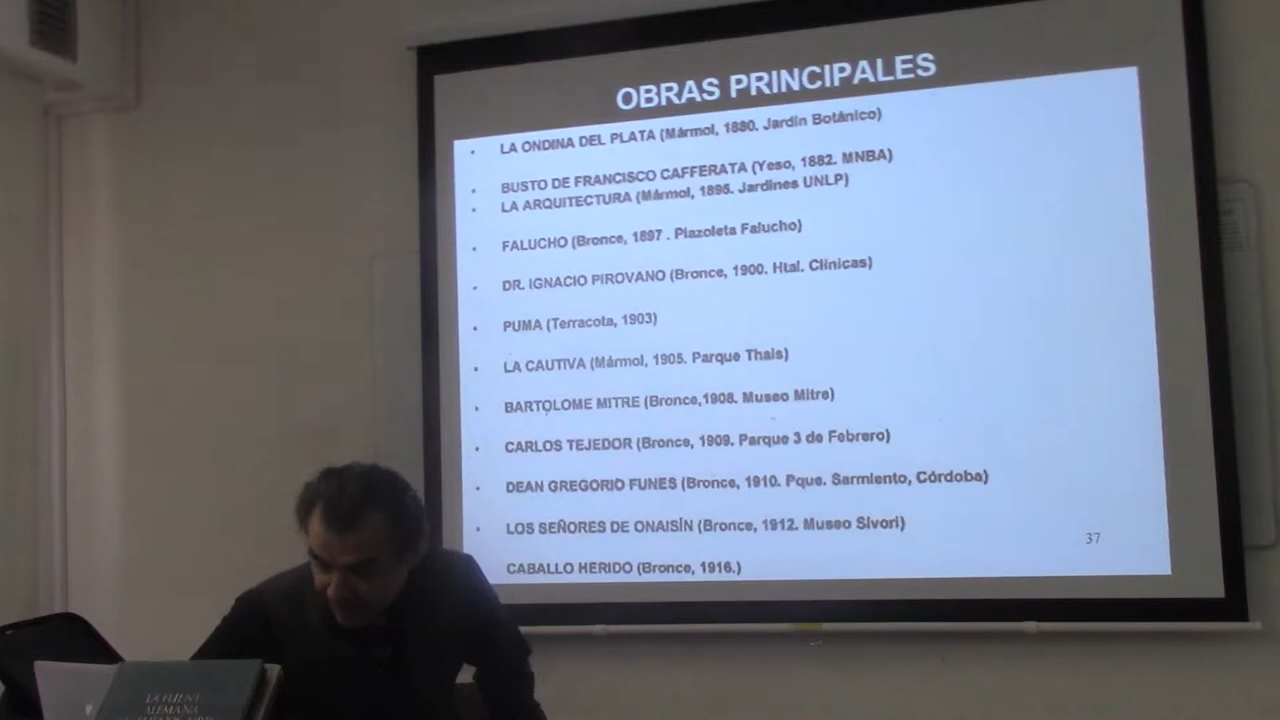 OBRAS PRINCIPALES
• LA ONDINA DEL PLATA (Mármol, 1880. Jardín Botánico)
• BUSTO DE FRANCISCO CAFFERATA (Yeso, 1882. MNBA)
• LA ARQUITECTURA (Mármol, 1895. Jardines UNLP)
• FALUCHO (Bronce, 1897 . Plazoleta Falucho)
• DR. IGNACIO PIROVANO (Bronce, 1900. Htal. Clínicas)
• PUMA (Terracota, 1903)
• LA CAUTIVA (Mármol, 1905. Parque Thais)
• BARTOLOME MITRE (Bronce,1908. Museo Mitre)
• CARLOS TEJEDOR (Bronce, 1909. Parque 3 de Febrero)
• DEAN GREGORIO FUNES (Bronce, 1910. Pque. Sarmiento, Córdoba)
• LOS SEÑORES DE ONAISÍN (Bronce, 1912. Museo Sivori)
CABALLO HERIDO (Bronce, 1916.)
37
LA FUENT
ALEMANA